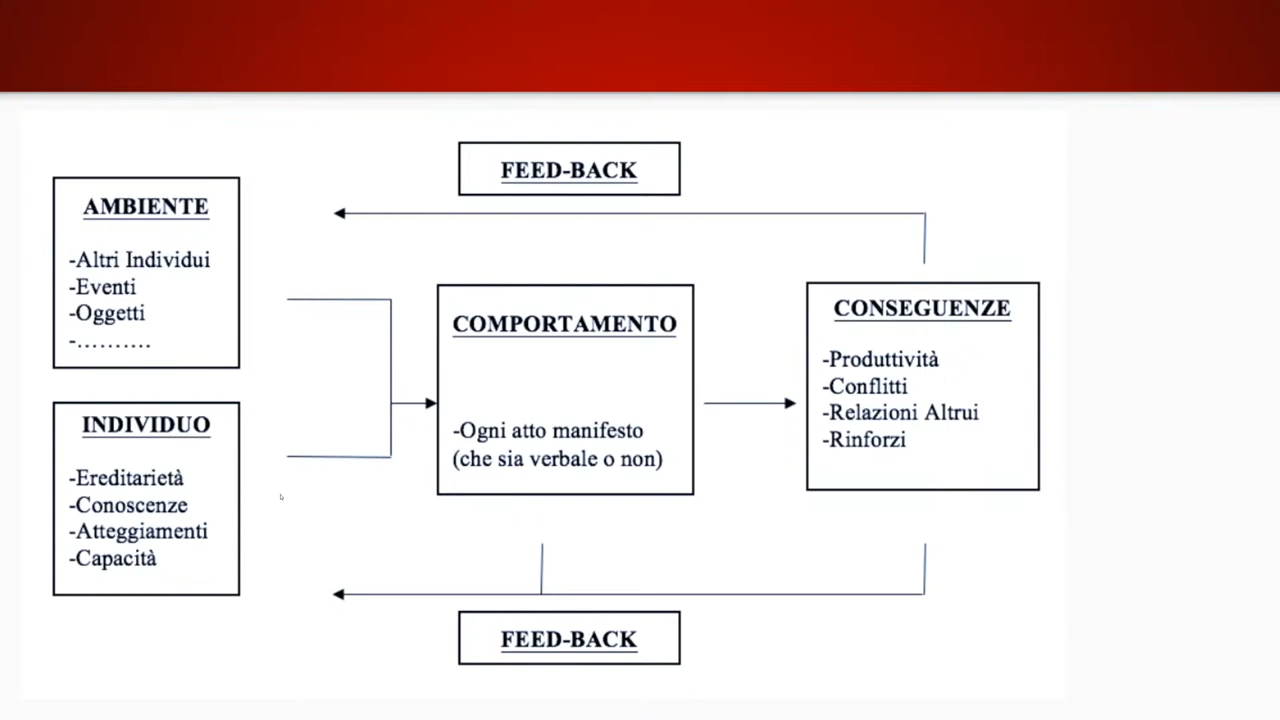 FEED-BACK
AMBIENTE
-Altri Individui
-Eventi
-Oggetti
-..........
INDIVIDUO
-Ereditarietà
-Conoscenze
-Atteggiamenti
-Capacità
COMPORTAMENTO
-Ogni atto manifesto
(che sia verbale o non)
CONSEGUENZE
-Produttività
-Conflitti
-Relazioni Altrui
-Rinforzi
FEED-BACK